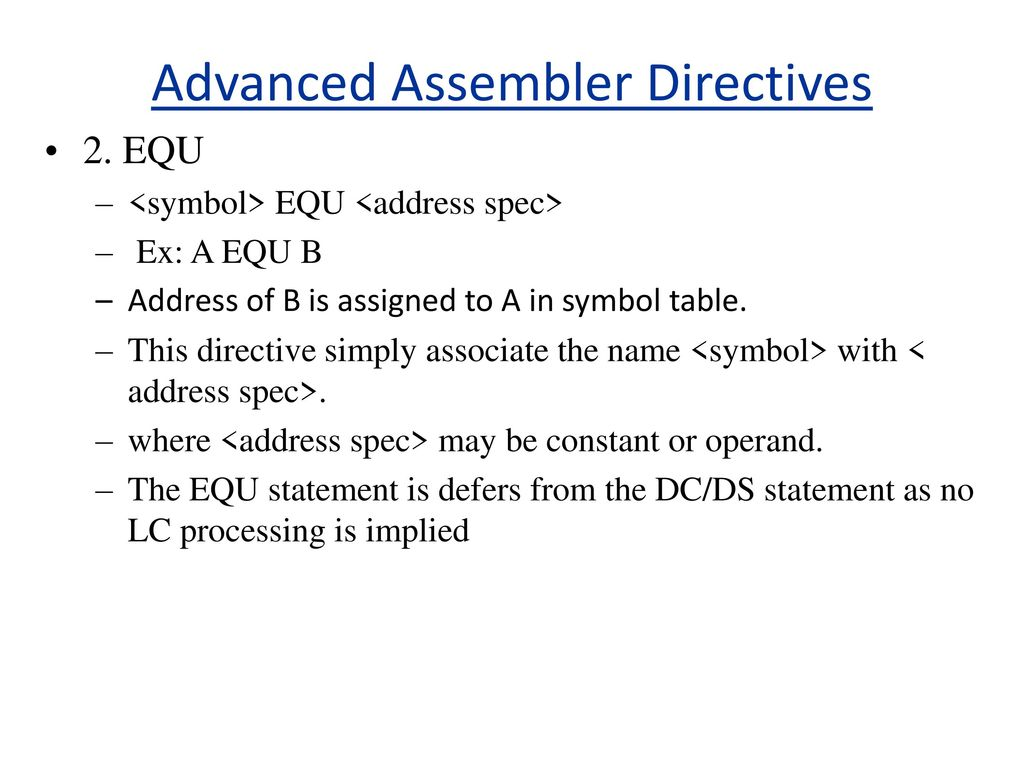 Advanced Assembler Directives
• 2. EQU
– <symbol> EQU <address spec>
– Ex: A EQU B
– Address of B is assigned to A in symbol table.
– This directive simply associate the name <symbol> with <
address spec>.
– where <address spec> may be constant or operand.
– The EQU statement is defers from the DC/DS statement as no
LC processing is implied